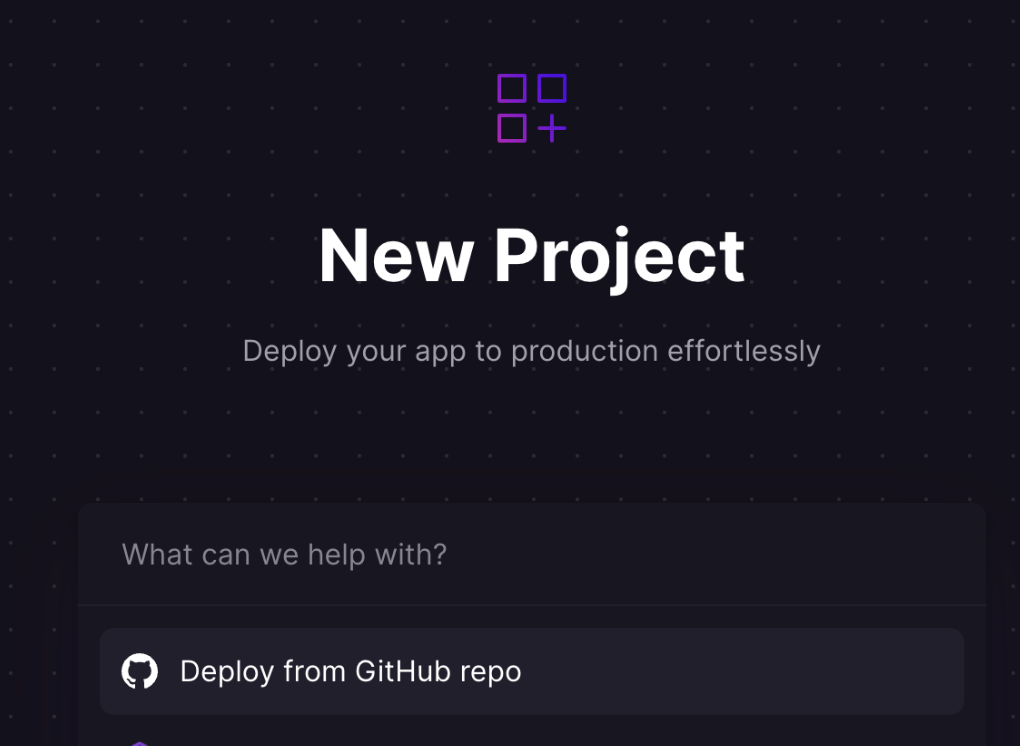 New Project
Deploy your app to production effortlessly
What can we help with?
Deploy from GitHub repo